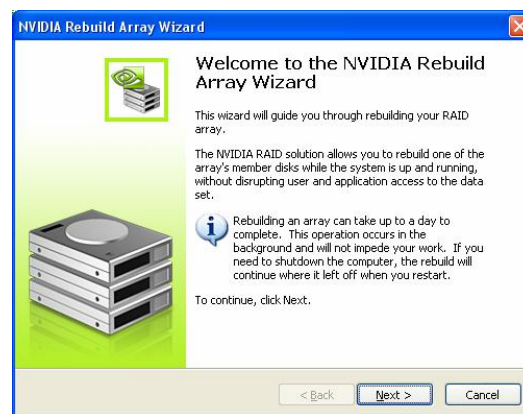 NVIDIA Rebuild Array Wizard
Welcome to the NVIDIA Rebuild
Array Wizard
This wizard will guide you through rebuilding your RAID
array.
The NVIDIA RAID solution allows you to rebuild one of the
array's member disks while the system is up and running,
without disrupting user and application access to the data
set.
Rebuilding an array can take up to a day to
complete. This operation occurs in the
background and will not impede your work. If you
need to shutdown the computer, the rebuild will
continue where it left off when you restart.
To continue, click Next.
< Back
Next >
Cancel